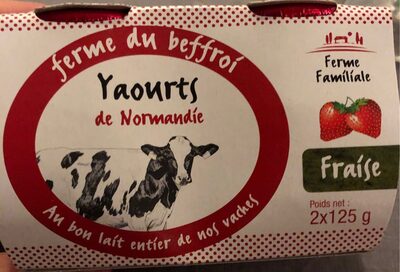 ferme du beffroi
Yaourts
de Normandie
Au bon lait entier de nos vaches
Ferme
Familiale
Fraise
Poids net :
2x125 g